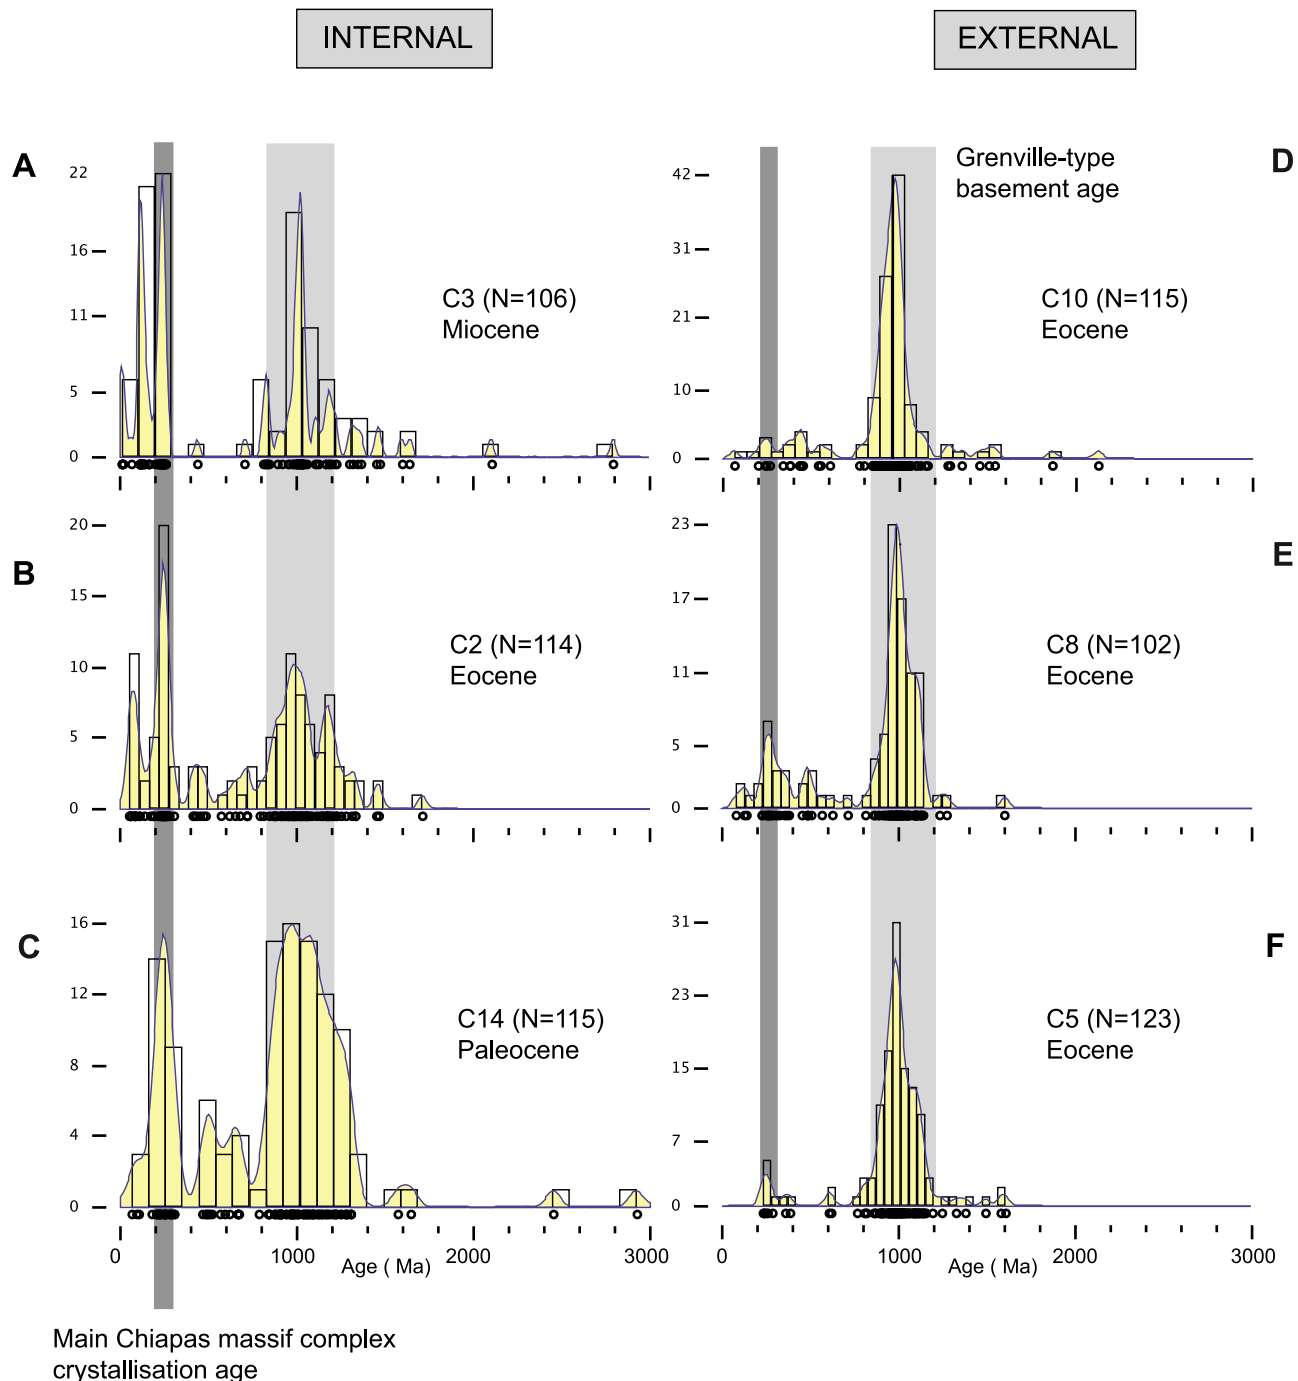 INTERNAL
EXTERNAL
A
22
16
11
5
0
C3 (N=106)
Miocene
D
Grenville-type
basement age
42
31
21
10
0
C10 (N=115)
Eocene
B
20
15
10
5
0
C2 (N=114)
Eocene
E
23
17
11
5
0
C8 (N=102)
Eocene
C
16
12
8
4
0
C14 (N=115)
Paleocene
0
1000
2000
3000
Age ( Ma)
F
31
23
15
7
0
C5 (N=123)
Eocene
0
1000
2000
3000
Age ( Ma)
Main Chiapas massif complex
crystallisation age